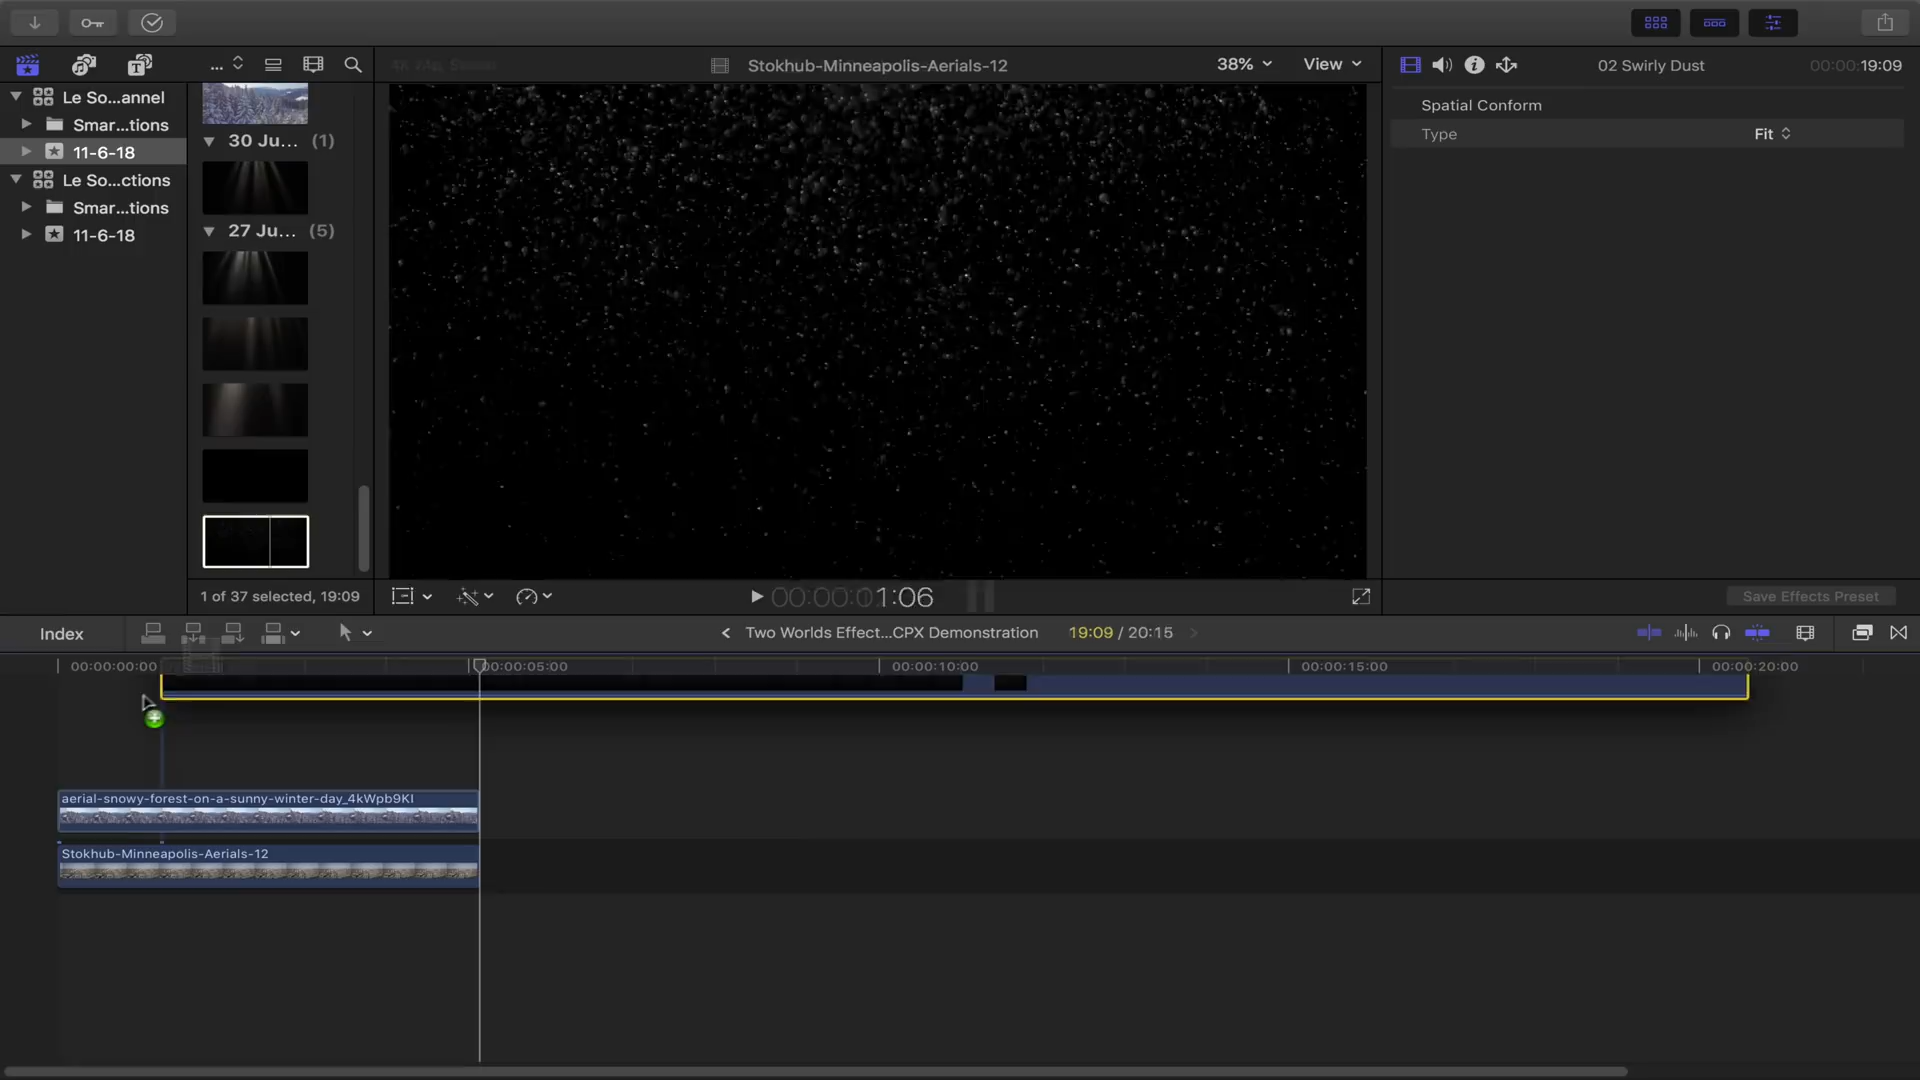 ...
Stokhub-Minneapolis-Aerials-12
38%
View
02 Swirly Dust
00:00:19:09
Le So...annel
Smar...tions
11-6-18
Le So...ctions
Smar...tions
11-6-18
30 Ju... (1)
27 Ju... (5)
Spatial Conform
Type
Fit
1 of 37 selected, 19:09
1:06
Save Effects Preset
Index
Two Worlds Effect...CPX Demonstration
19:09 / 20:15
00:00:00:00
00:00:05:00
00:00:10:00
00:00:15:00
00:00:20:00
aerial-snowy-forest-on-a-sunny-winter-day_4kWpb9KI
Stokhub-Minneapolis-Aerials-12